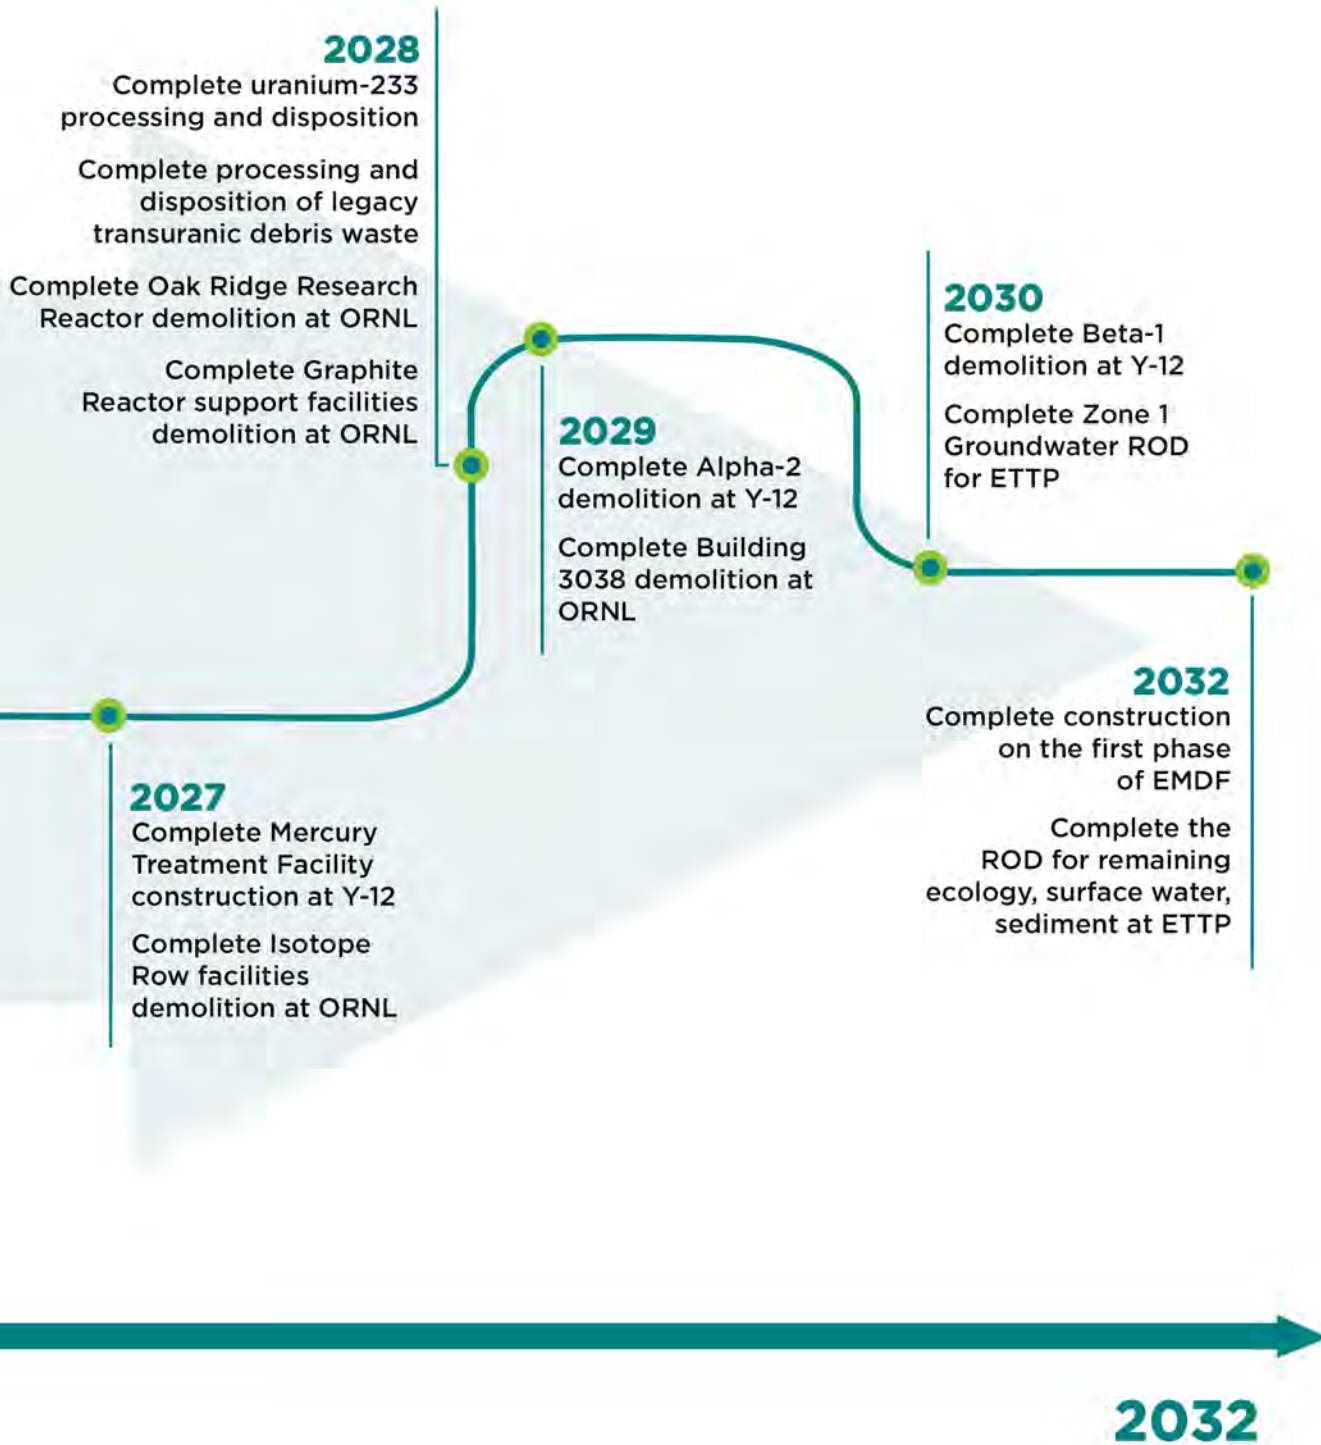 2028
Complete uranium-233
processing and disposition
Complete processing and
disposition of legacy
transuranic debris waste
Complete Oak Ridge Research
Reactor demolition at ORNL
Complete Graphite
Reactor support facilities
demolition at ORNL
2030
Complete Beta-1
demolition at Y-12
Complete Zone 1
Groundwater ROD
for ETTP
2029
Complete Alpha-2
demolition at Y-12
Complete Building
3038 demolition at
ORNL
2032
Complete construction
on the first phase
of EMDF
Complete the
ROD for remaining
ecology, surface water,
sediment at ETTP
2027
Complete Mercury
Treatment Facility
construction at Y-12
Complete Isotope
Row facilities
demolition at ORNL
2032